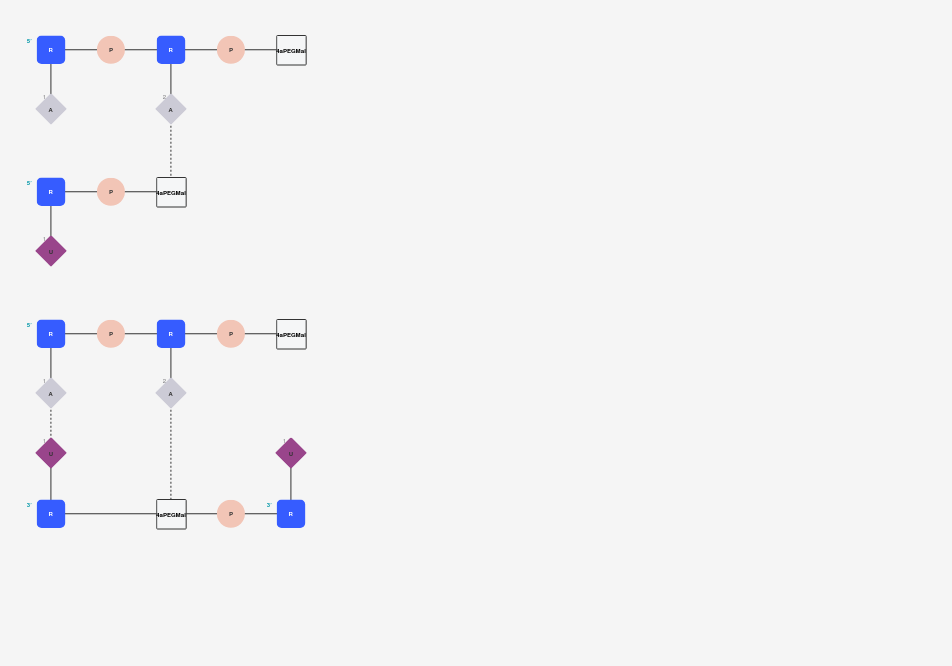 5' R P R P 4aPEGMal
1 A 2 A
5' R P 4aPEGMal
1 U
5' R P R P 4aPEGMal
1 A 2 A
1 U 1 U
3' R 4aPEGMal P 3' R